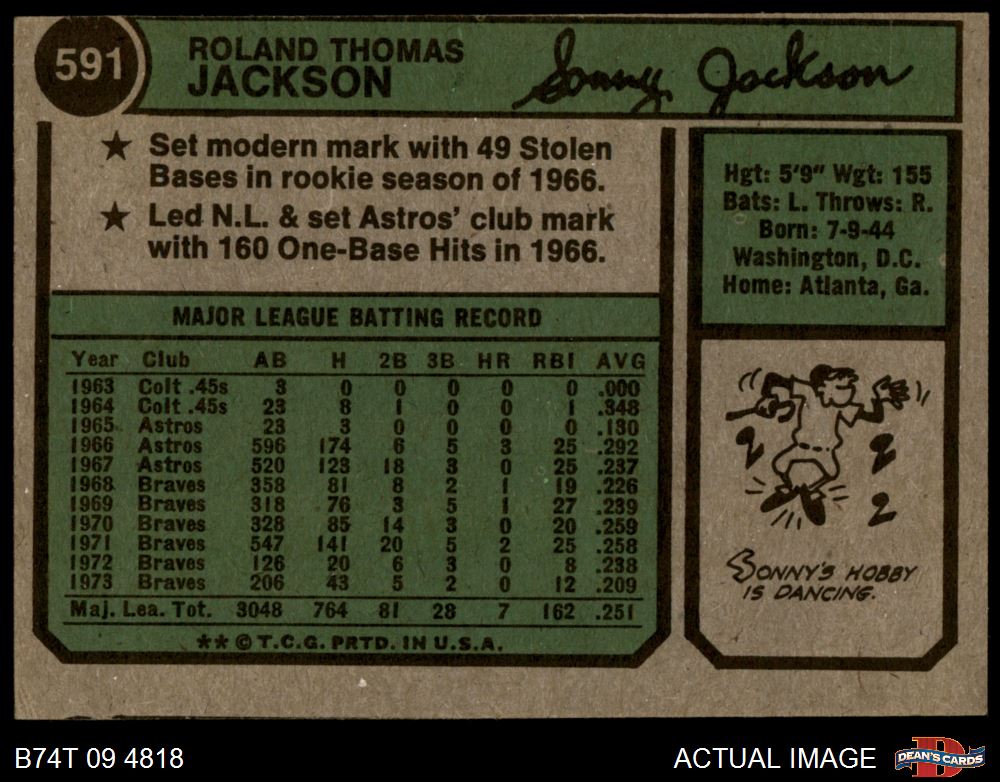 591
ROLAND THOMAS
JACKSON
Sonny Jackson
★ Set modern mark with 49 Stolen
Bases in rookie season of 1966.
★ Led N.L. & set Astros' club mark
with 160 One-Base Hits in 1966.
Hgt: 5'9" Wgt: 155
Bats: L. Throws: R.
Born: 7-9-44
Washington, D.C.
Home: Atlanta, Ga.
MAJOR LEAGUE BATTING RECORD
Year Club AB H 2B 3B HR RBI AVG
1963 Colt .45s 3 0 0 0 0 0 .000
1964 Colt .45s 23 8 1 0 0 1 .348
1965 Astros 23 3 0 0 0 0 .130
1966 Astros 596 174 6 5 3 25 .292
1967 Astros 520 123 18 3 0 25 .237
1968 Braves 358 81 8 2 1 19 .226
1969 Braves 318 76 3 5 1 27 .239
1970 Braves 328 85 14 3 0 20 .259
1971 Braves 547 141 20 5 2 25 .258
1972 Braves 126 20 6 3 0 8 .238
1973 Braves 206 43 5 2 0 12 .209
Maj. Lea. Tot. 3048 764 81 28 7 162 .251
**© T.C.G. PRTD. IN U.S.A.
SONNY'S HOBBY
IS DANCING.
B74T 09 4818
ACTUAL IMAGE
DEAN'S CARDS